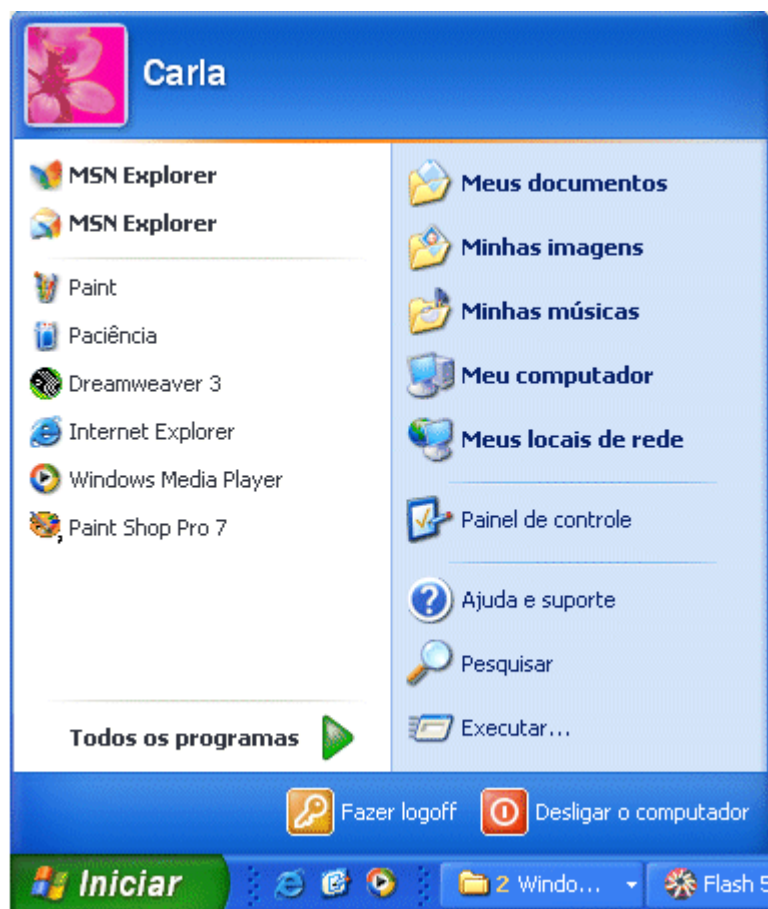 Carla
MSN Explorer
MSN Explorer
Paint
Paciência
Dreamweaver 3
Internet Explorer
Windows Media Player
Paint Shop Pro 7
Todos os programas
Meus documentos
Minhas imagens
Minhas músicas
Meu computador
Meus locais de rede
Painel de controle
Ajuda e suporte
Pesquisar
Executar...
Fazer logoff
Desligar o computador
Iniciar
2 Windo...
Flash 5